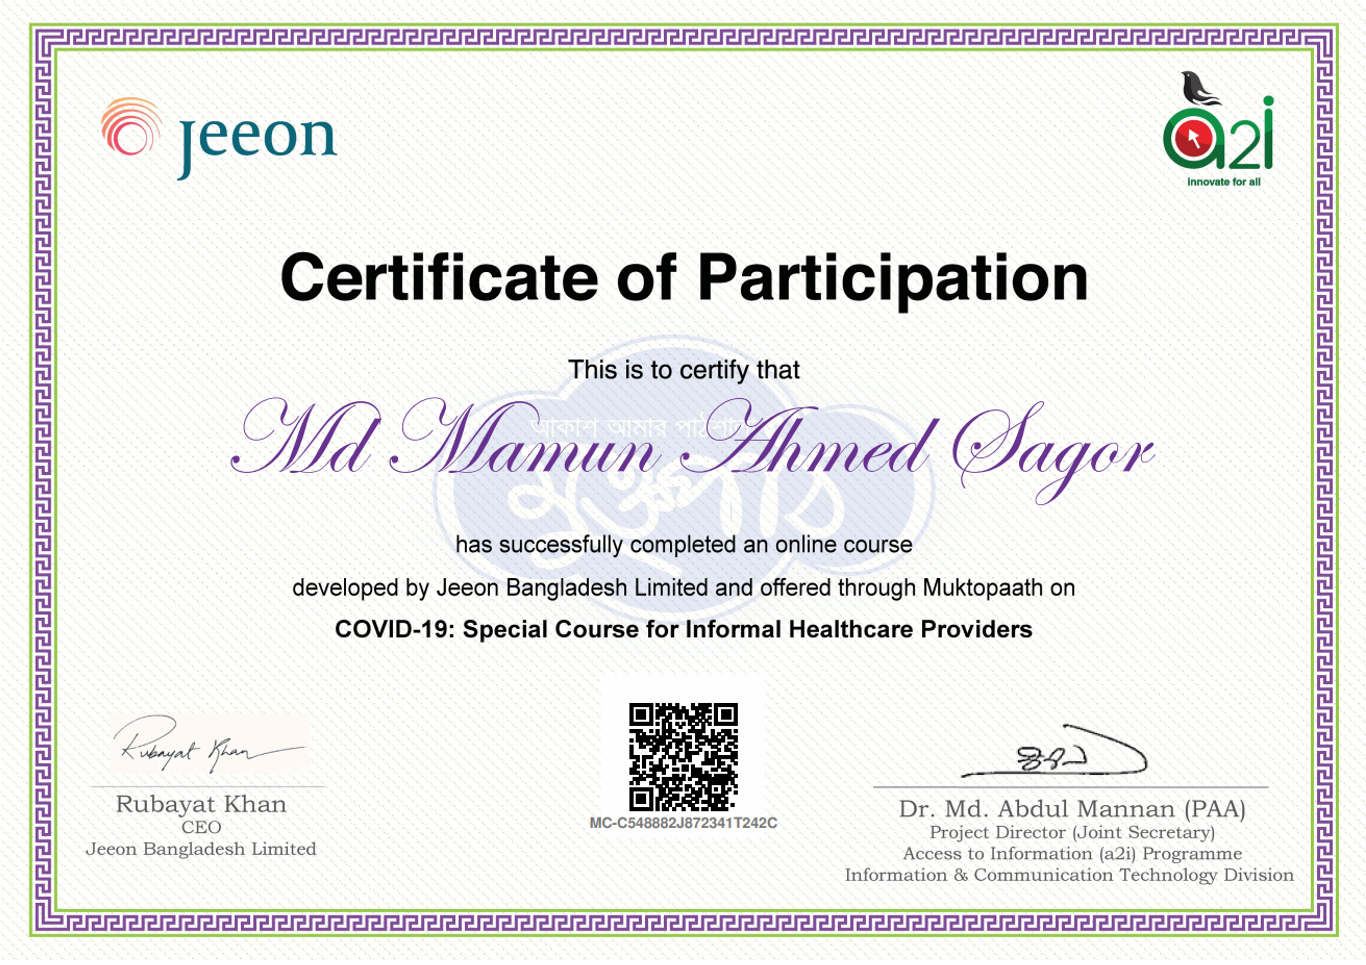 Jeeon
a2i
innovate for all
Certificate of Participation
This is to certify that
আকাশ আমার পাঠশালা
Md Mamun Ahmed Sagor
মুক্তপাঠ
has successfully completed an online course
developed by Jeeon Bangladesh Limited and offered through Muktopaath on
COVID-19: Special Course for Informal Healthcare Providers
Rubayat Khan
Rubayat Khan
CEO
Jeeon Bangladesh Limited
MC-C548882J872341T242C
Dr. Md. Abdul Mannan (PAA)
Project Director (Joint Secretary)
Access to Information (a2i) Programme
Information & Communication Technology Division